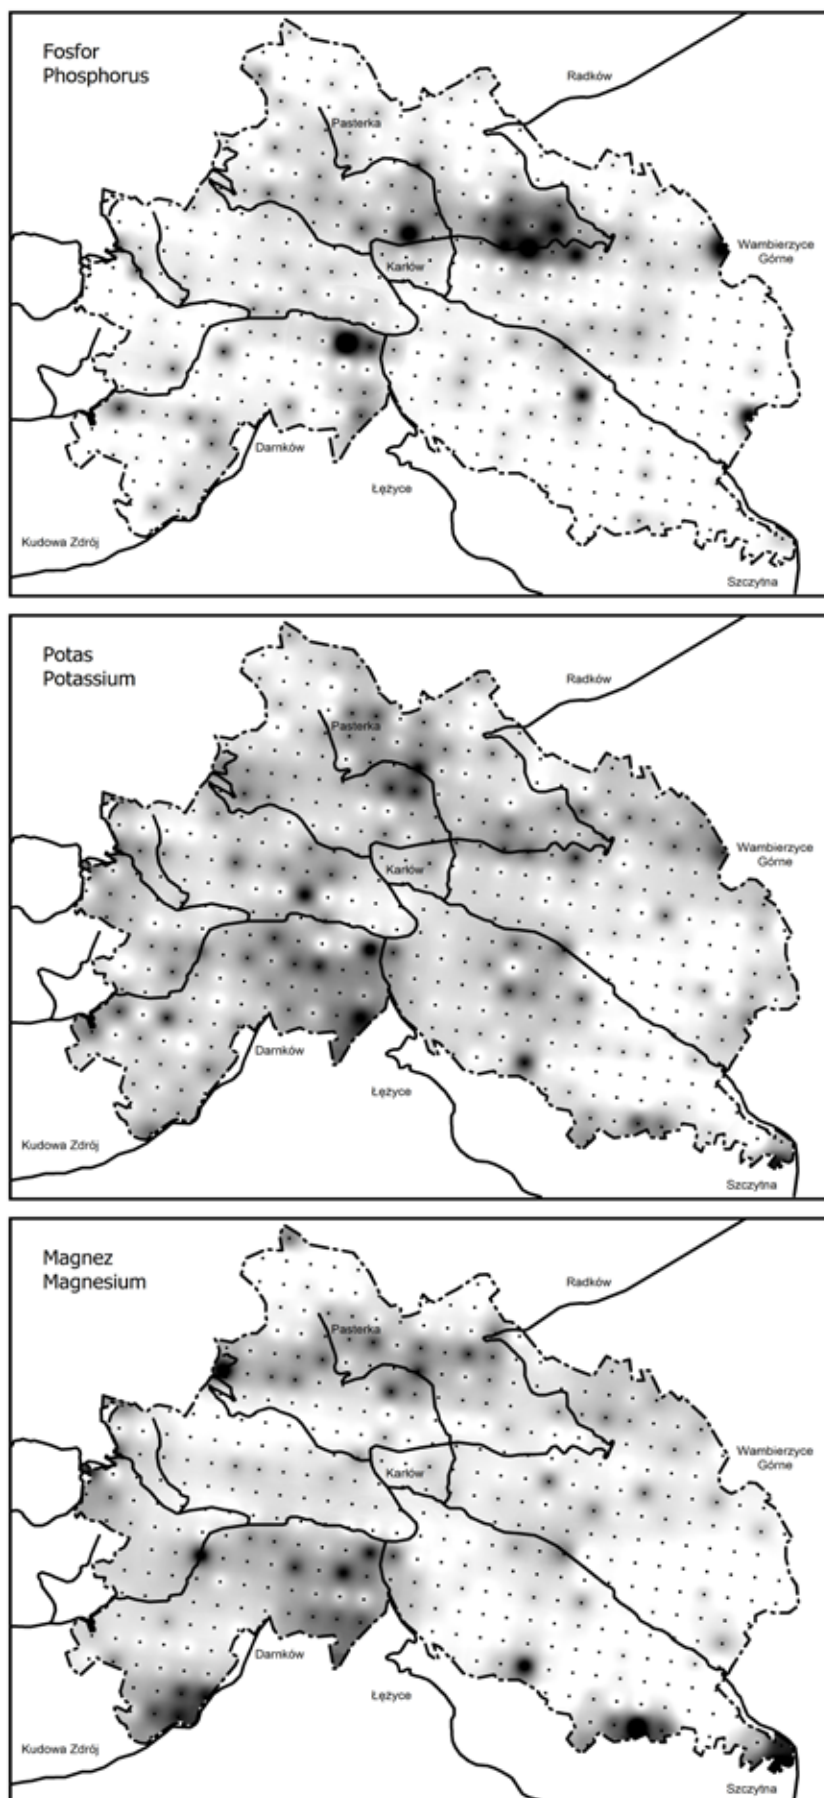 Fosfor
Phosphorus
Radków
Pasterka
Wambierzyce
Górne
Karłów
Darnków
Łężyce
Kudowa Zdrój
Szczytna
Potas
Potassium
Radków
Pasterka
Wambierzyce
Górne
Karłów
Darnków
Łężyce
Kudowa Zdrój
Szczytna
Magnez
Magnesium
Radków
Pasterka
Wambierzyce
Górne
Karłów
Darnków
Łężyce
Kudowa Zdrój
Szczytna